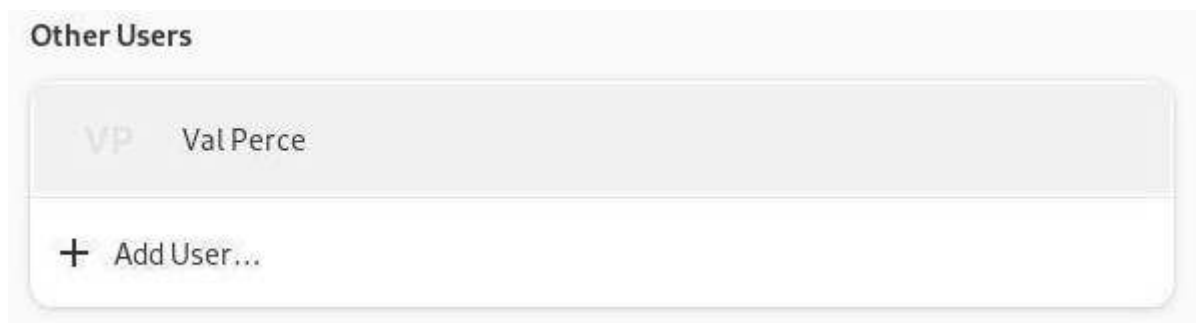 Other Users
VP Val Perce
+ Add User...